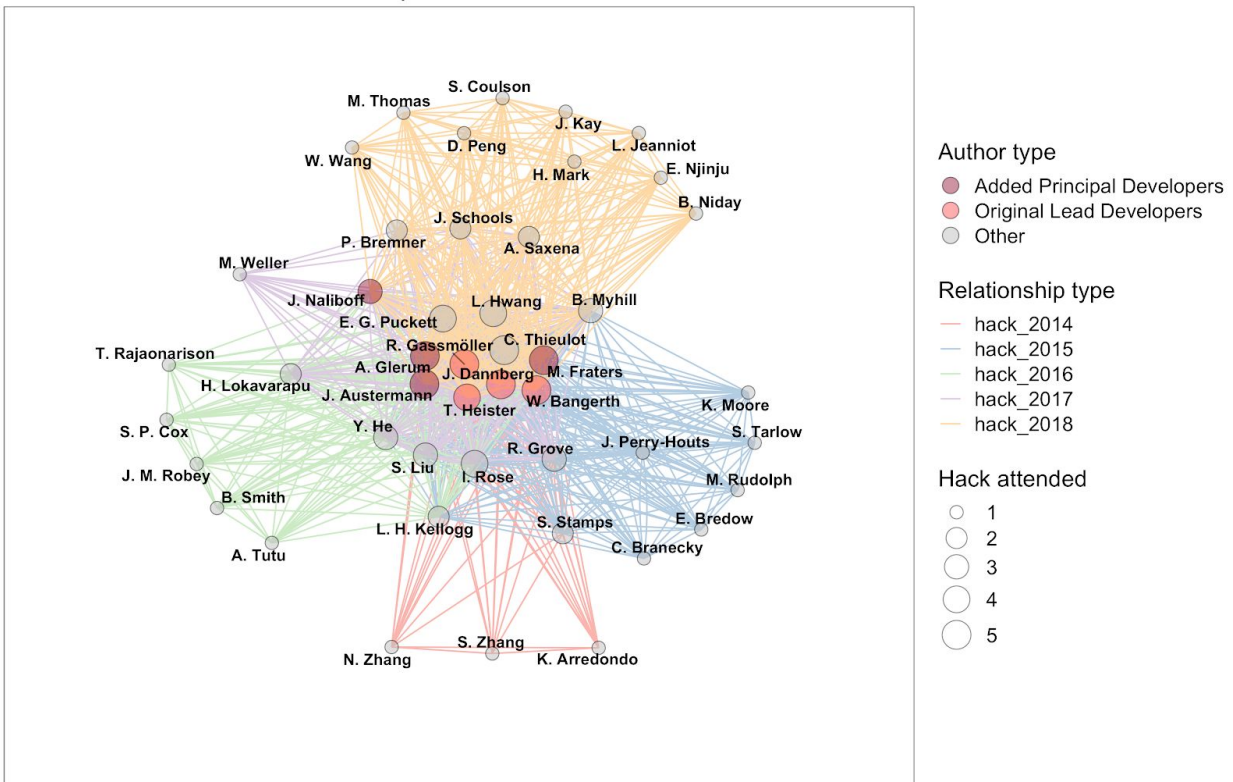 S. Coulson
M. Thomas
J. Kay
D. Peng
L. Jeanniot
W. Wang
H. Mark
E. Njinju
B. Niday
J. Schools
P. Bremner
A. Saxena
M. Weller
J. Naliboff
L. Hwang
B. Myhill
E. G. Puckett
C. Thieulot
R. Gassmöller
T. Rajaonarison
A. Glerum
J. Dannberg
M. Fraters
H. Lokavarapu
J. Austermann
W. Bangerth
K. Moore
T. Heister
S. P. Cox
Y. He
S. Tarlow
J. Perry-Houts
R. Grove
S. Liu
I. Rose
J. M. Robey
M. Rudolph
B. Smith
E. Bredow
S. Stamps
L. H. Kellogg
C. Branecky
A. Tutu
S. Zhang
N. Zhang
K. Arredondo
Author type
Added Principal Developers
Original Lead Developers
Other
Relationship type
hack_2014
hack_2015
hack_2016
hack_2017
hack_2018
Hack attended
1
2
3
4
5